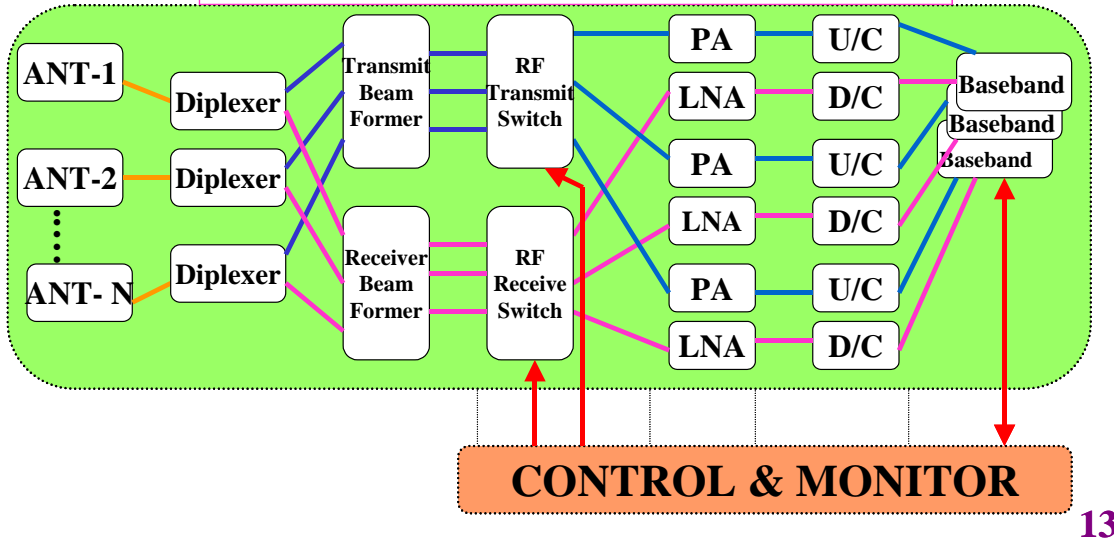 ANT-1
ANT-2
ANT- N
Diplexer
Diplexer
Diplexer
Transmit
Beam
Former
Receiver
Beam
Former
RF
Transmit
Switch
RF
Receive
Switch
PA
LNA
PA
LNA
PA
LNA
U/C
D/C
U/C
D/C
U/C
D/C
Baseband
Baseband
Baseband
CONTROL & MONITOR
13